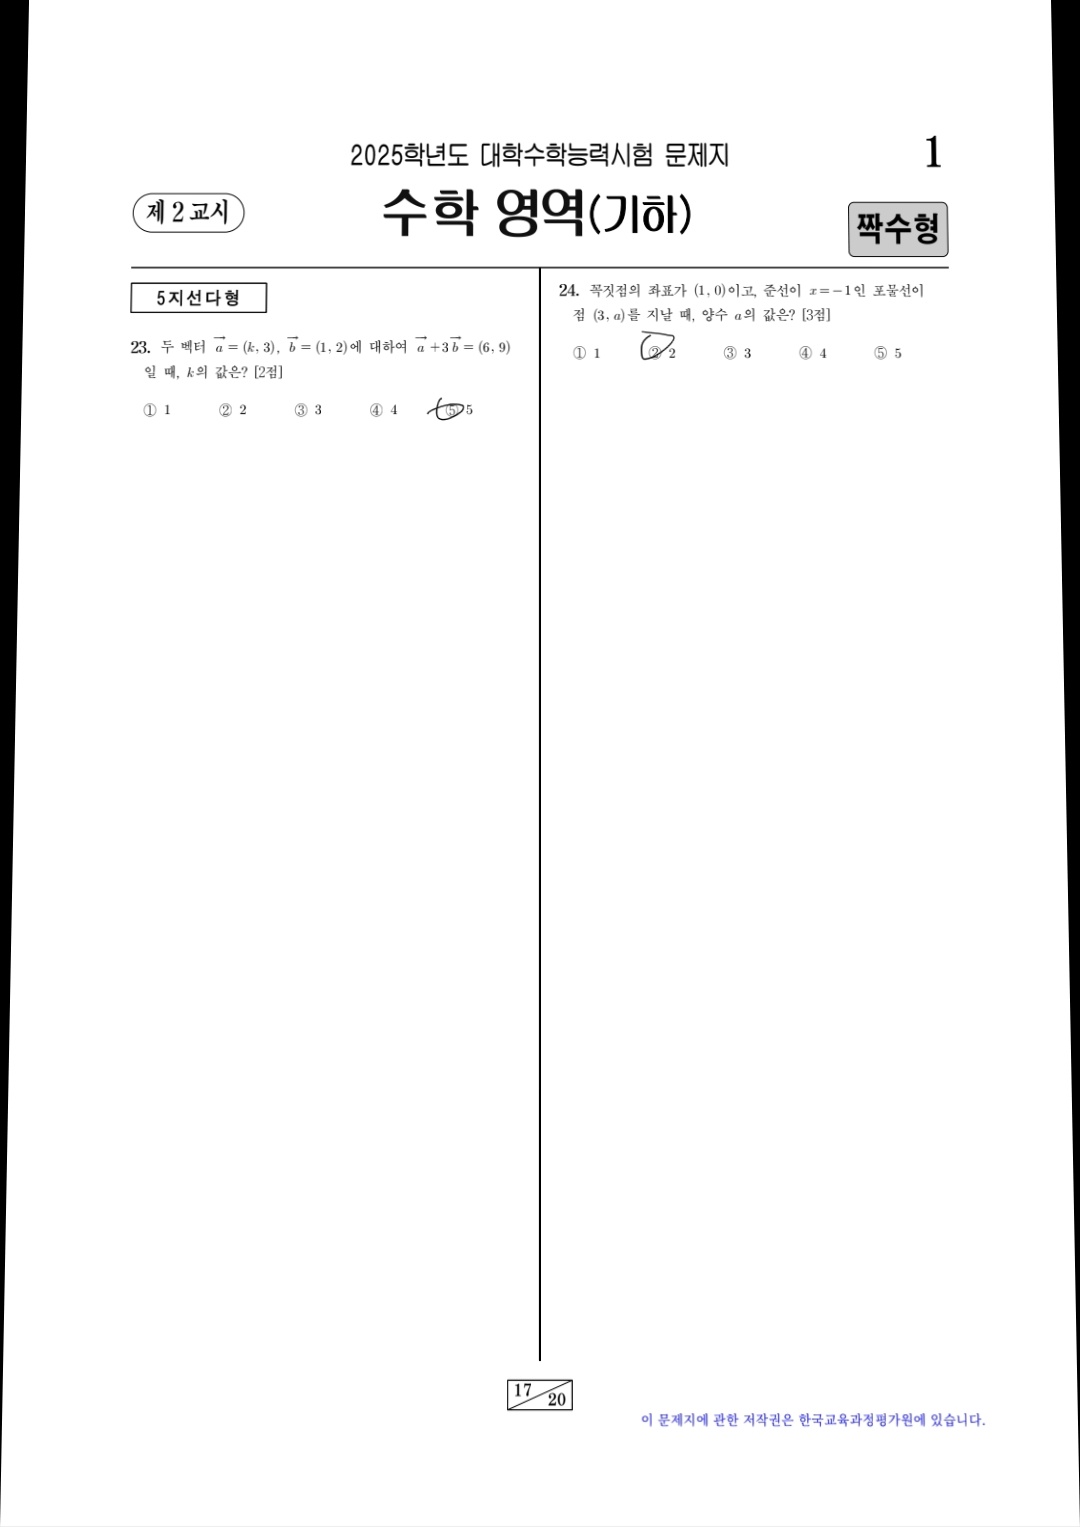 2025학년도 대학수학능력시험 문제지
1
제 2 교시
수학 영역(기하)
짝수형
5지선다형
23. 두 벡터 a⃗ = (k, 3), b⃗ = (1, 2)에 대하여 a⃗ + 3b⃗ = (6, 9)
일 때, k의 값은? [2점]
① 1 ② 2 ③ 3 ④ 4 ⑤ 5
24. 꼭짓점의 좌표가 (1, 0)이고, 준선이 x = −1인 포물선이
점 (3, a)를 지날 때, 양수 a의 값은? [3점]
① 1 ② 2 ③ 3 ④ 4 ⑤ 5
17
20
이 문제지에 관한 저작권은 한국교육과정평가원에 있습니다.